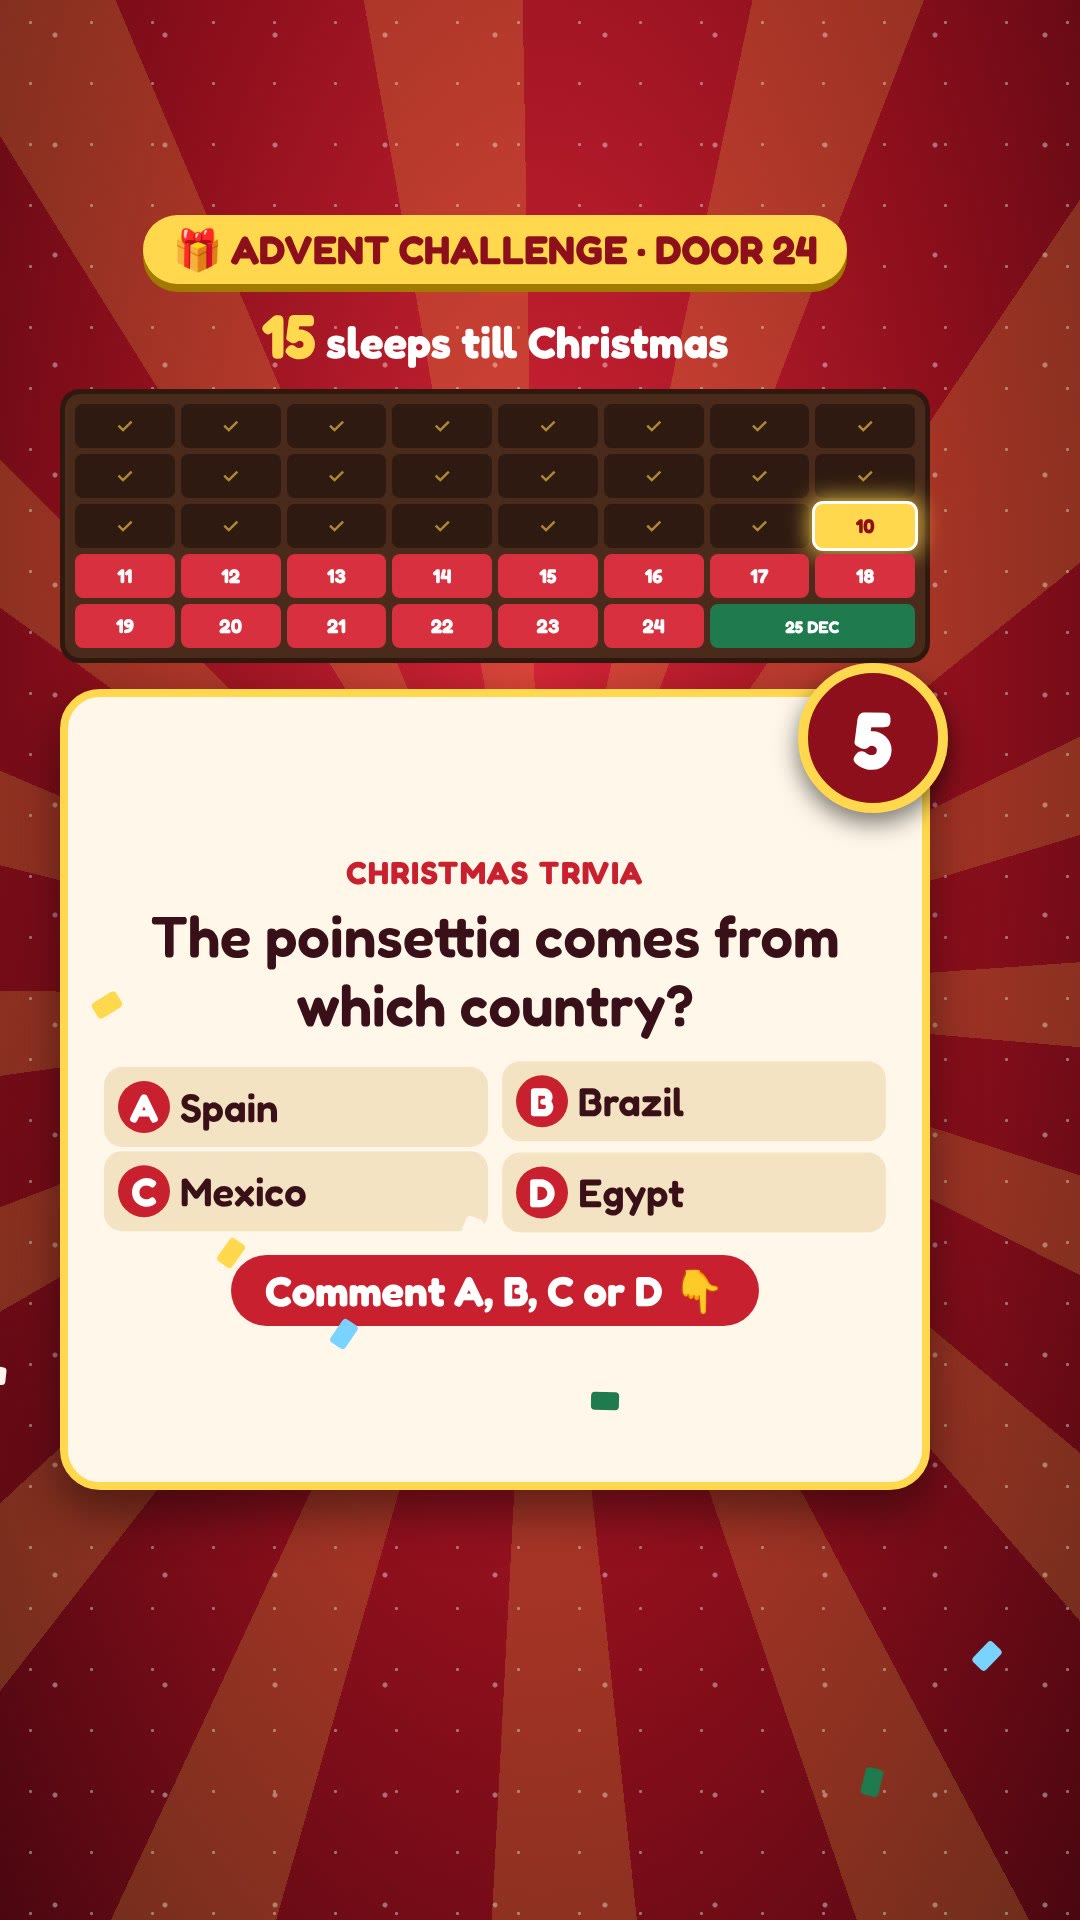 🎁 ADVENT CHALLENGE · DOOR 24
15 sleeps till Christmas
✓ ✓ ✓ ✓ ✓ ✓ ✓ ✓
✓ ✓ ✓ ✓ ✓ ✓ ✓ ✓
✓ ✓ ✓ ✓ ✓ ✓ ✓ 10
11 12 13 14 15 16 17 18
19 20 21 22 23 24 25 DEC
5
CHRISTMAS TRIVIA
The poinsettia comes from
which country?
A Spain
B Brazil
C Mexico
D Egypt
Comment A, B, C or D 👇